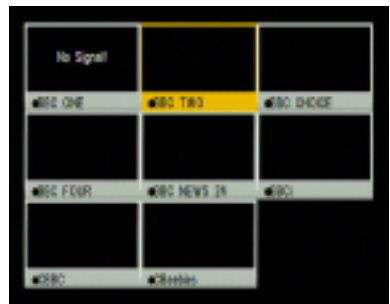 No Signal!
BBC ONE
BBC TWO
BBC CHOICE
BBC FOUR
BBC NEWS 24
BBCi
CBBC
CBeebies